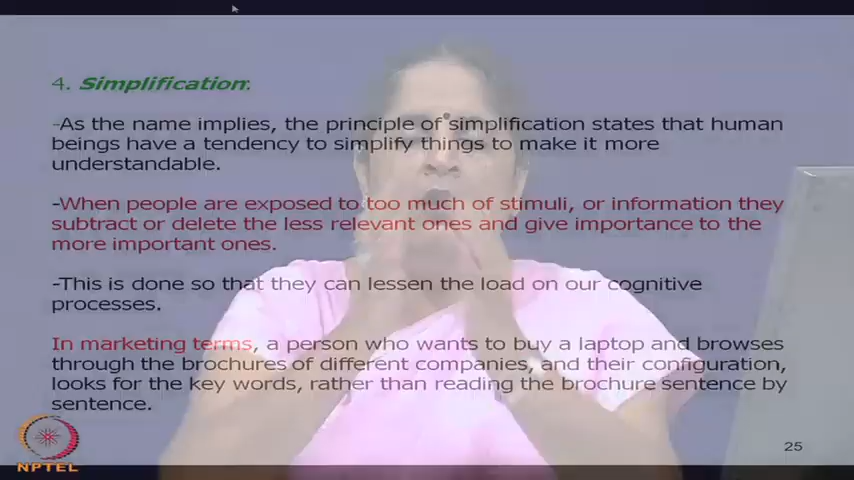 4. Simplification:
-As the name implies, the principle of simplification states that human
beings have a tendency to simplify things to make it more
understandable.
-When people are exposed to too much of stimuli, or information they
subtract or delete the less relevant ones and give importance to the
more important ones.
-This is done so that they can lessen the load on our cognitive
processes.
In marketing terms, a person who wants to buy a laptop and browses
through the brochures of different companies, and their configuration,
looks for the key words, rather than reading the brochure sentence by
sentence.
25
NPTEL